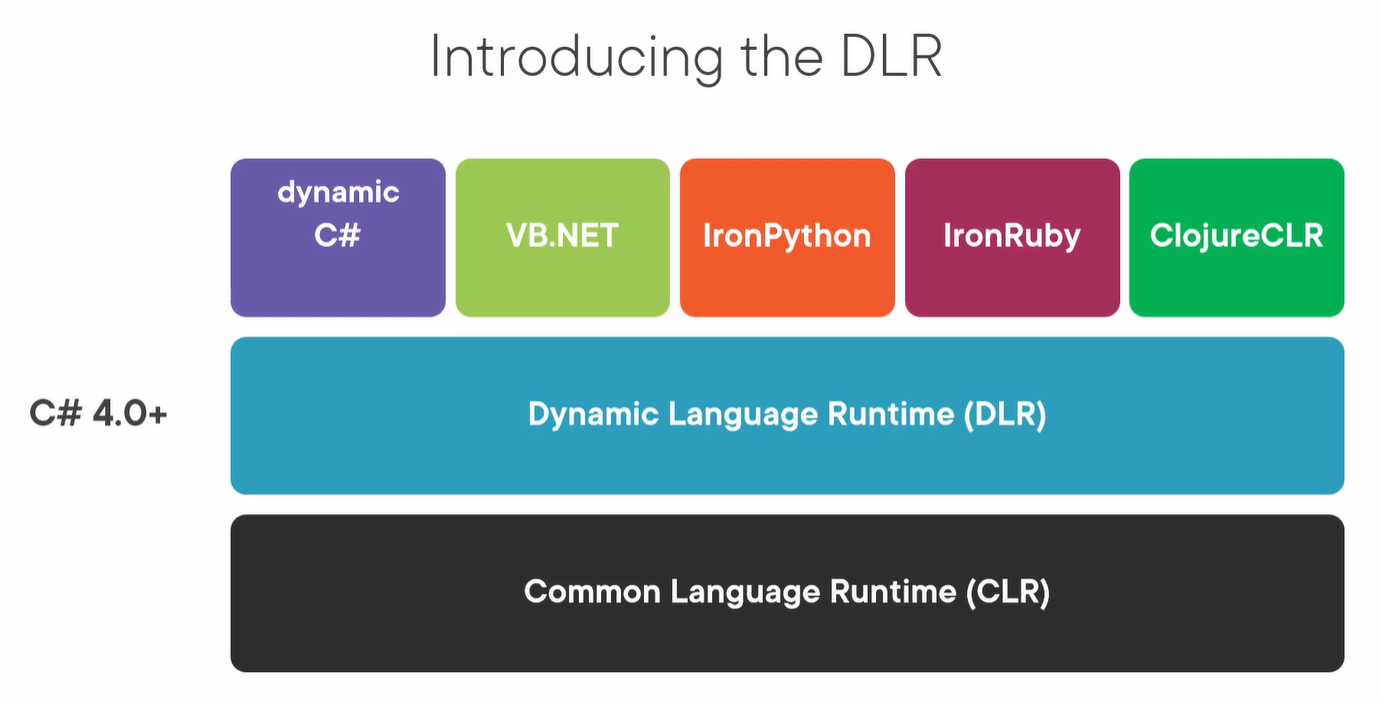 Introducing the DLR
dynamic
C#
VB.NET
IronPython
IronRuby
ClojureCLR
C# 4.0+
Dynamic Language Runtime (DLR)
Common Language Runtime (CLR)